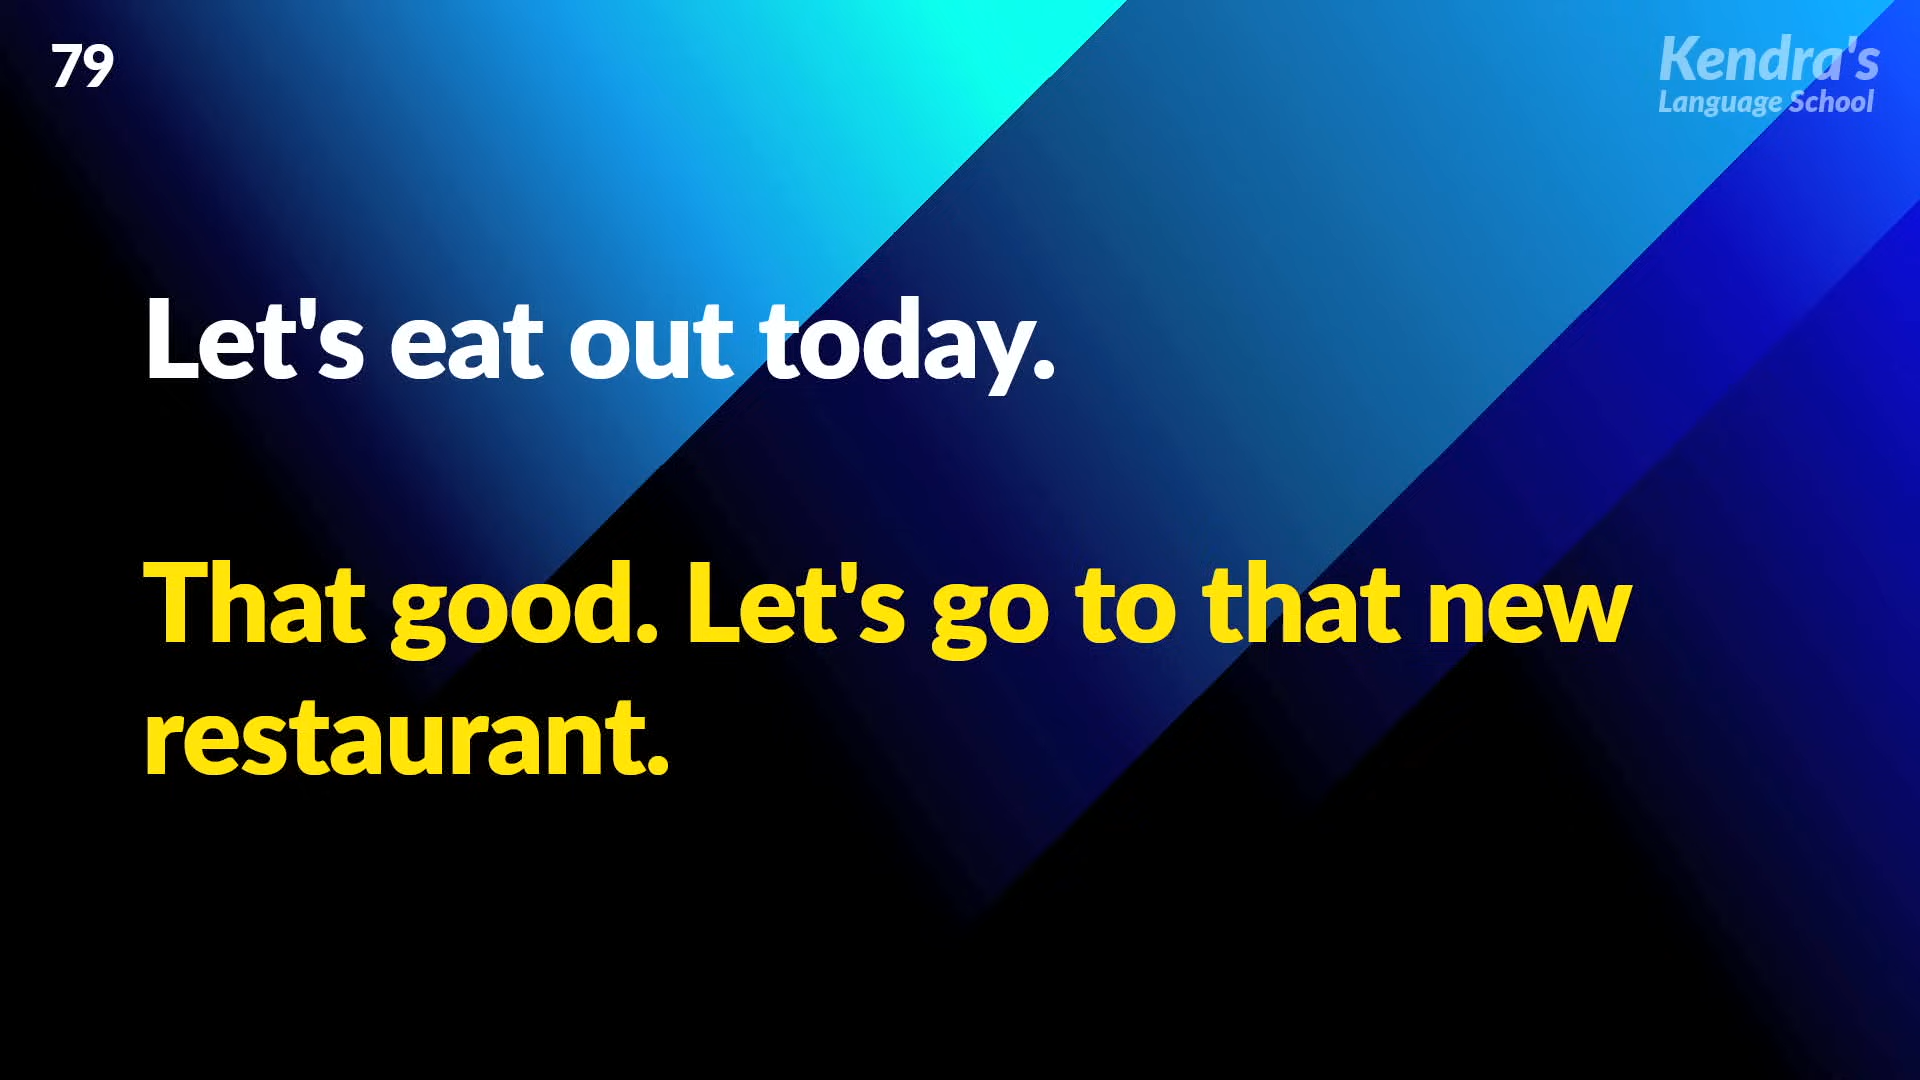 79
Kendra's
Language School
Let's eat out today.
That good. Let's go to that new
restaurant.